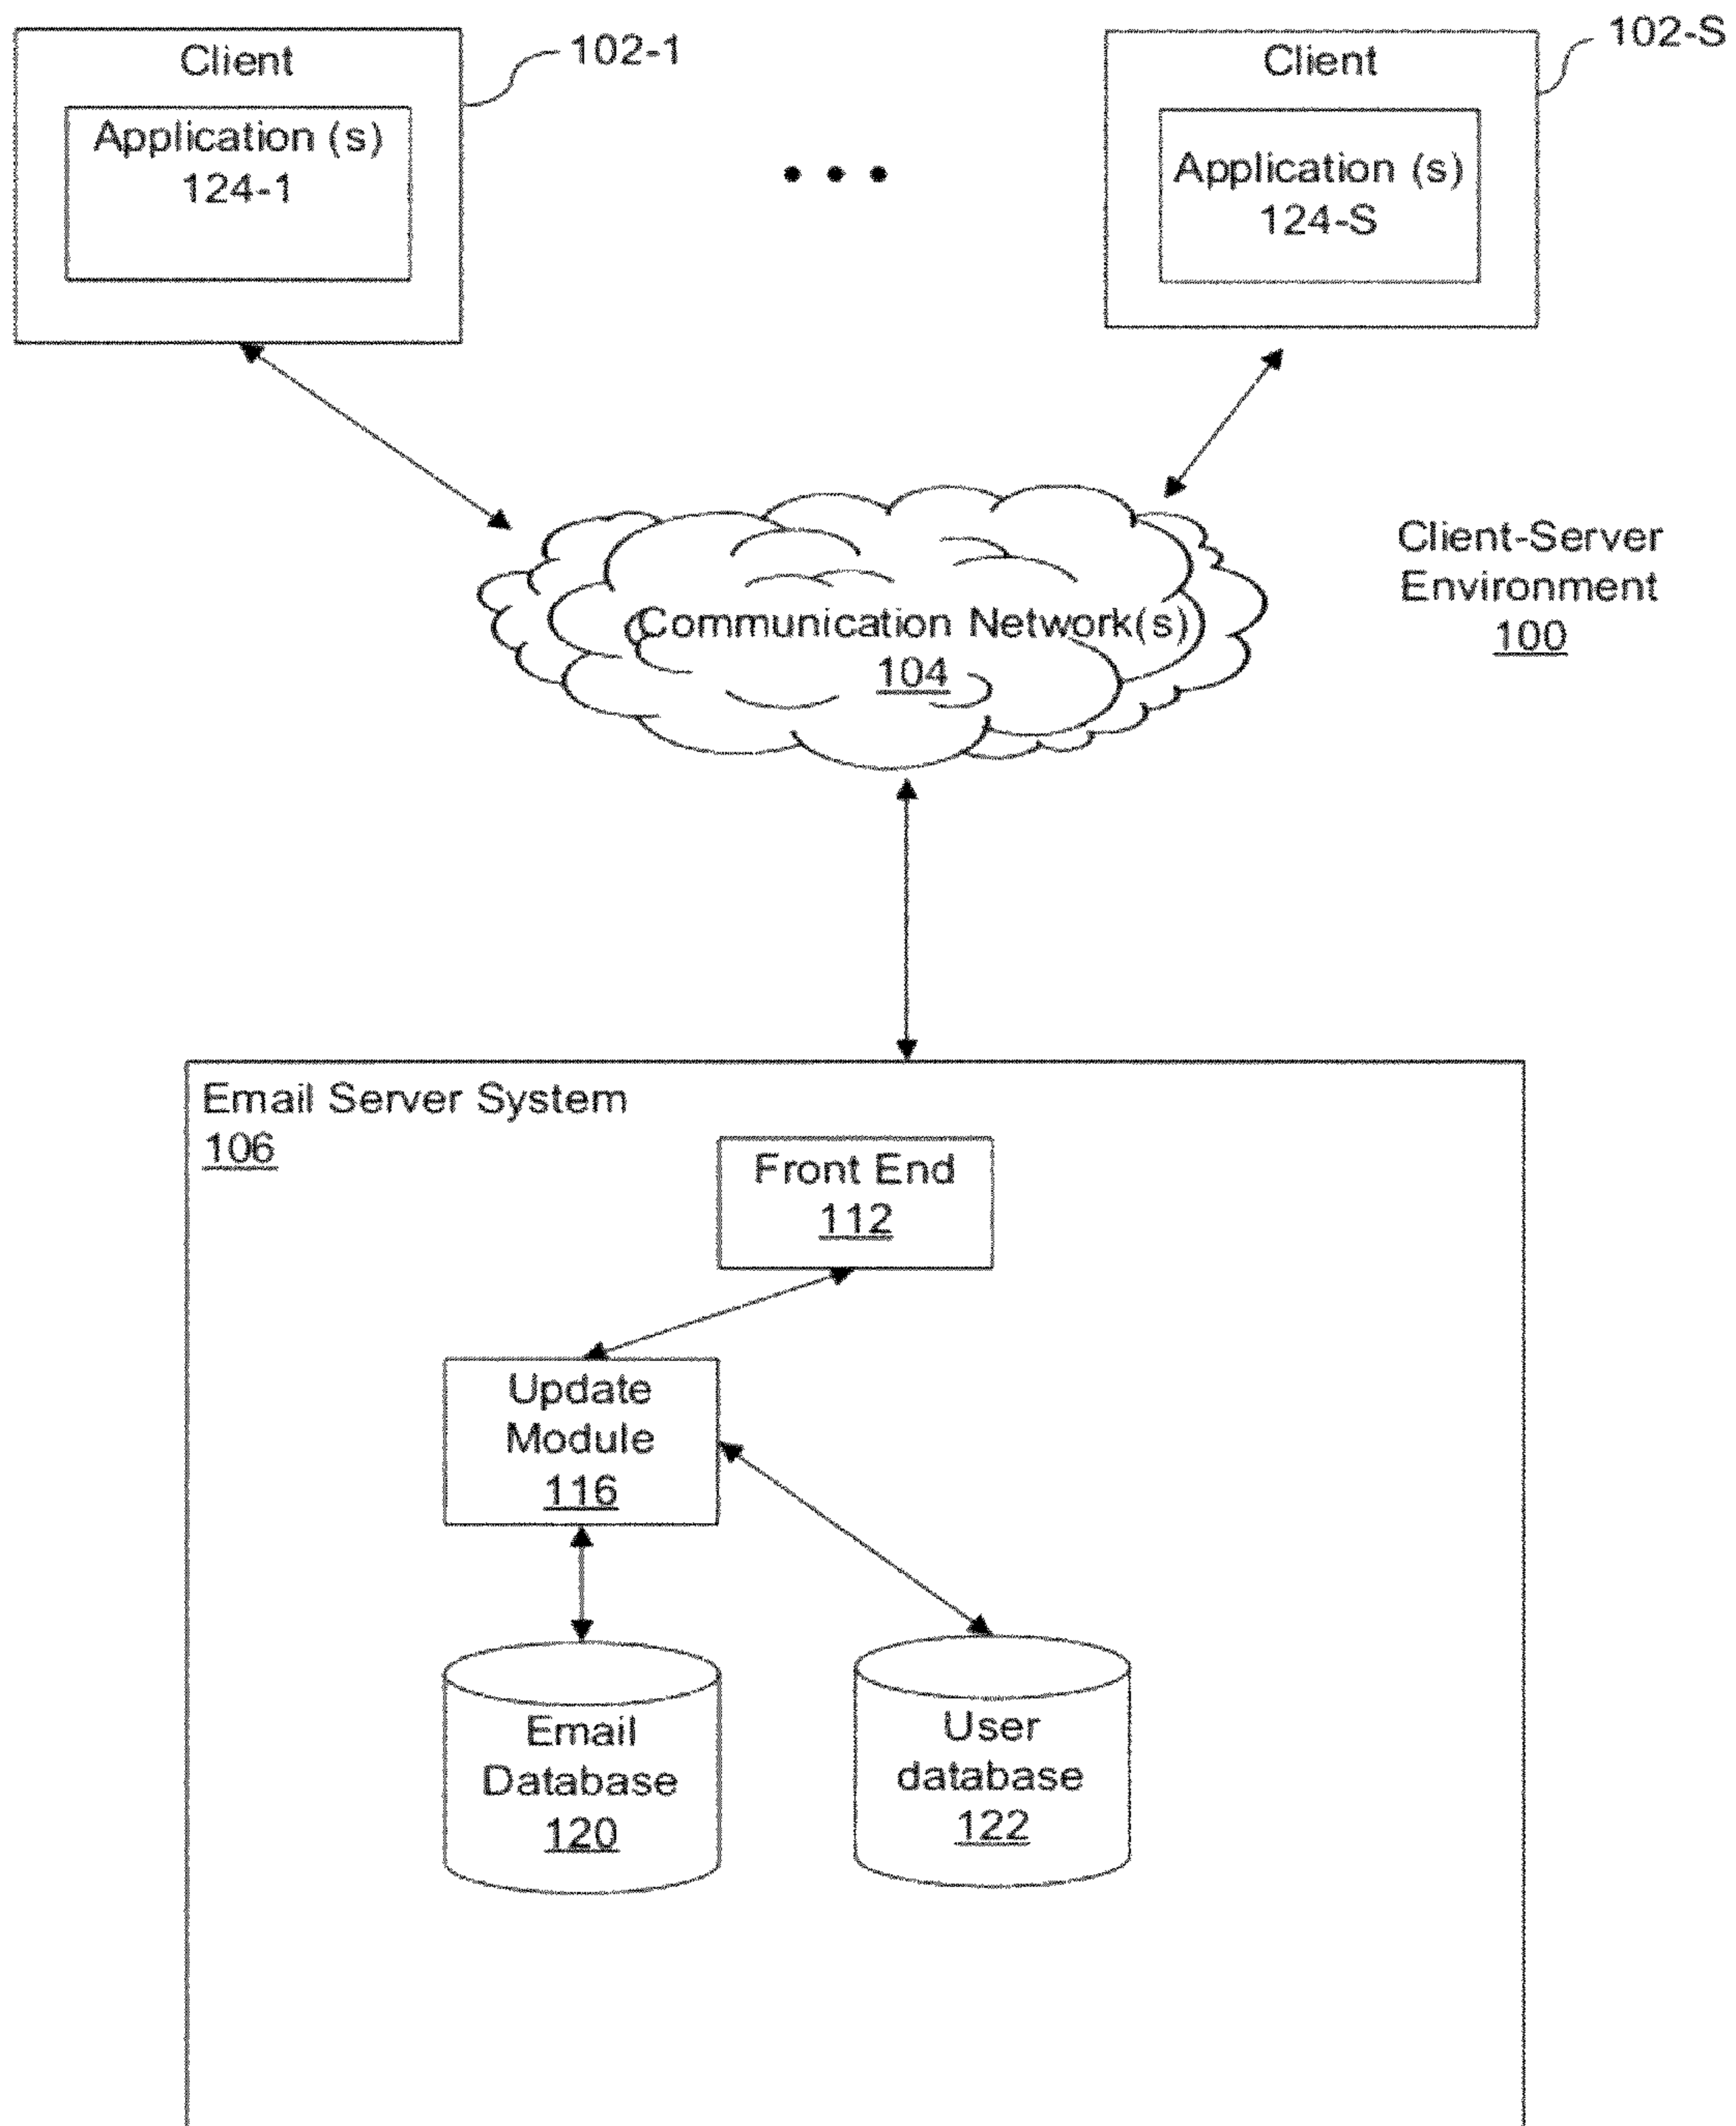 Client
102-1
Application (s)
124-1
Client
102-S
Application (s)
124-S
Client-Server
Environment
100
Communication Network(s)
104
Email Server System
106
Front End
112
Update
Module
116
Email
Database
120
User
database
122